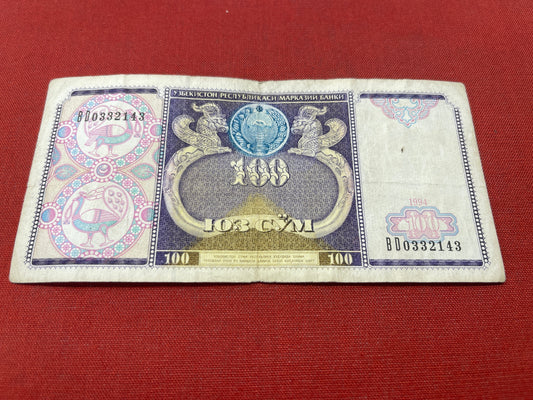 ЎЗБЕКИСТОН РЕСПУБЛИКАСИ МАРКАЗИЙ БАНКИ
BD0332143
100
1994
100
ЮЗ СЎМ
BD0332143
100
100